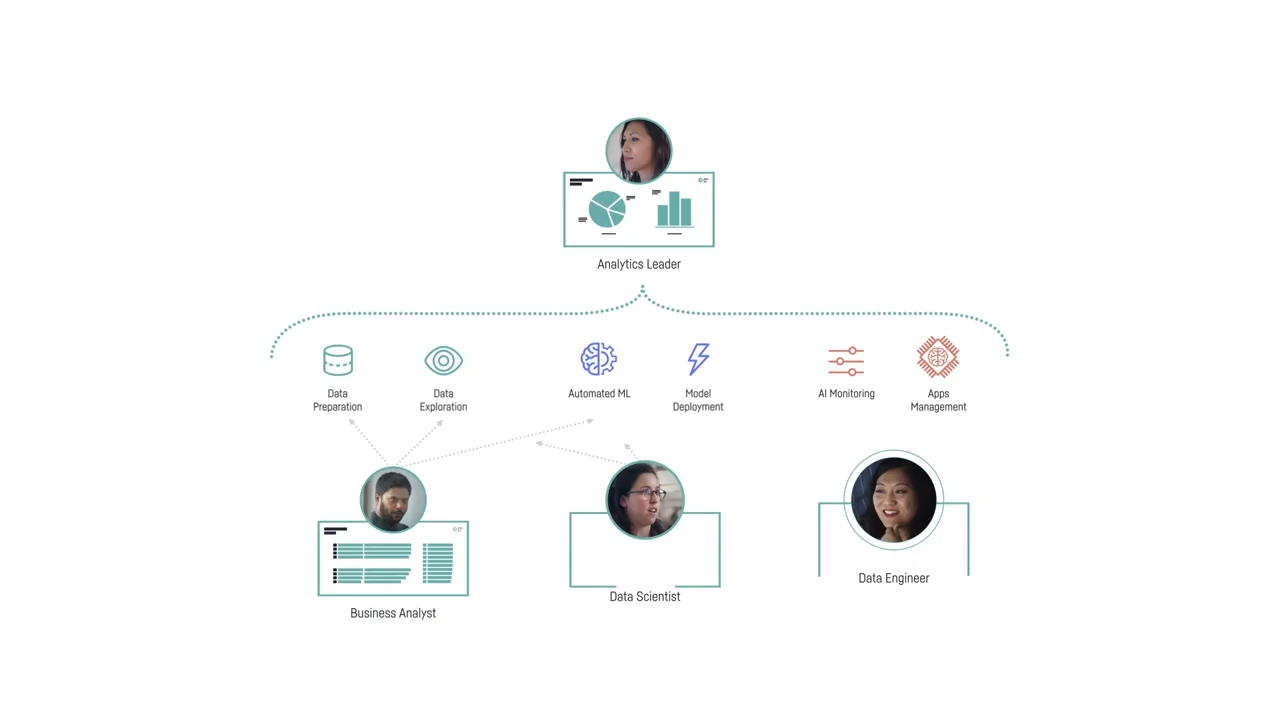 Analytics Leader
Data
Preparation
Data
Exploration
Automated ML
Model
Deployment
AI Monitoring
Apps
Management
Business Analyst
Data Scientist
Data Engineer